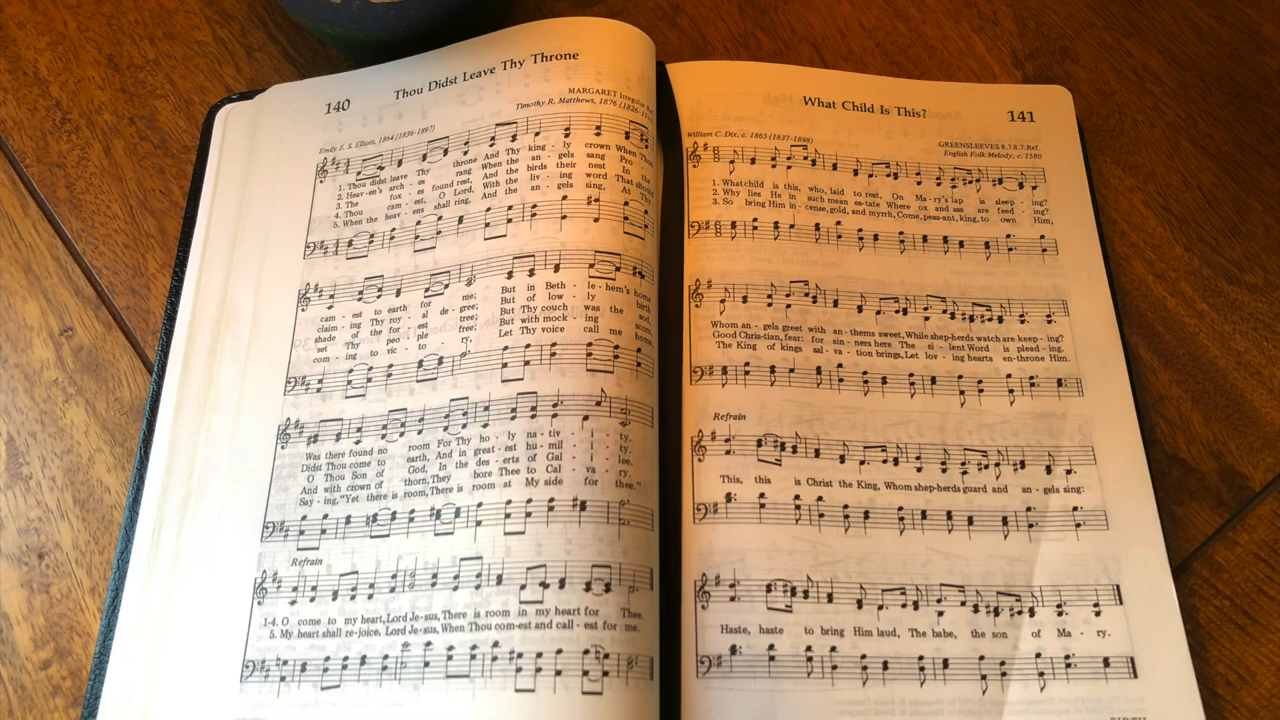 140
Thou Didst Leave Thy Throne
MARGARET Irregular
Timothy R. Matthews, 1876 (1826-
Emily E. S. Elliott, 1864 (1836-1897)
1. Thou didst leave Thy throne And Thy king - ly crown When Thou
2. Heav-en's arch - es rang When the an - gels sang Pro
3. The fox - es found rest, And the birds their nest In the
4. Thou cam - est, O Lord, With the liv - ing word That should
5. When the heav - ens shall ring, And the an - gels sing, At Thy
cam - est to earth for me; But in Beth - le - hem's home
claim - ing Thy roy - al de - gree; But of low - ly birth
shade of the for - est tree; But Thy couch was the sod,
set Thy peo - ple free; But with mock - ing scorn,
com - ing to vic - to - ry, Let Thy voice call me home,
Was there found no room For Thy ho - ly na - tiv - i - ty.
Didst Thou come to earth, And in great - est hu - mil - i - ty.
O Thou Son of God, In the des - erts of Gal - i - lee.
And with crown of thorn, They bore Thee to Cal - va - ry.
Say - ing, "Yet there is room, There is room at My side for thee."
Refrain
1-4. O come to my heart, Lord Je-sus, There is room in my heart for Thee.
5. My heart shall re-joice, Lord Je-sus, When Thou com-est and call - est for me.
What Child Is This?
141
William C. Dix, c. 1865 (1837-1898)
GREENSLEEVES 8.7.8.7.Ref.
English Folk Melody, c. 1580
1. What child is this, who, laid to rest, On Ma - ry's lap is sleep - ing?
2. Why lies He in such mean es-tate Where ox and ass are feed - ing?
3. So bring Him in - cense, gold, and myrrh, Come, peas-ant, king, to own Him,
Whom an - gels greet with an - thems sweet, While shep-herds watch are keep - ing?
Good Chris-tian, fear: for sin - ners here The si - lent Word is plead - ing.
The King of kings sal - va - tion brings, Let lov - ing hearts en-throne Him.
Refrain
This, this is Christ the King, Whom shep-herds guard and an - gels sing:
Haste, haste to bring Him laud, The babe, the son of Ma - ry.
BIRTH